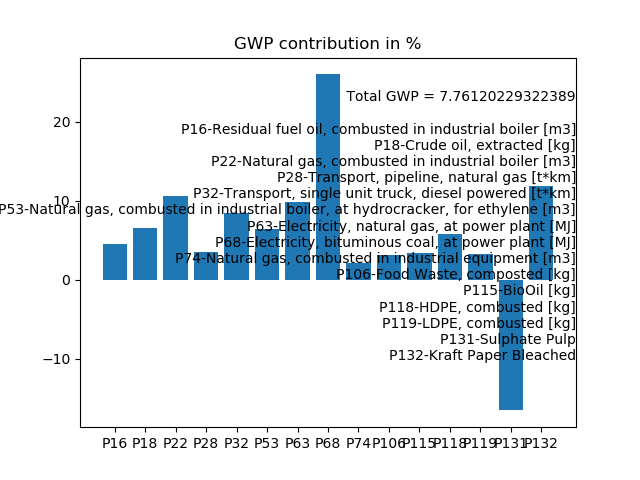 GWP contribution in %
Total GWP = 7.76120229322389
20
P16-Residual fuel oil, combusted in industrial boiler [m3]
P18-Crude oil, extracted [kg]
P22-Natural gas, combusted in industrial boiler [m3]
P28-Transport, pipeline, natural gas [t*km]
P32-Transport, single unit truck, diesel powered [t*km]
10
P53-Natural gas, combusted in industrial boiler, at hydrocracker, for ethylene [m3]
P63-Electricity, natural gas, at power plant [MJ]
P68-Electricity, bituminous coal, at power plant [MJ]
P74-Natural gas, combusted in industrial equipment [m3]
P106-Food Waste, composted [kg]
0
P115-BioOil [kg]
P118-HDPE, combusted [kg]
P119-LDPE, combusted [kg]
P131-Sulphate Pulp
P132-Kraft Paper Bleached
−10
P16 P18 P22 P28 P32 P53 P63 P68 P74 P106 P115 P118 P119 P131 P132